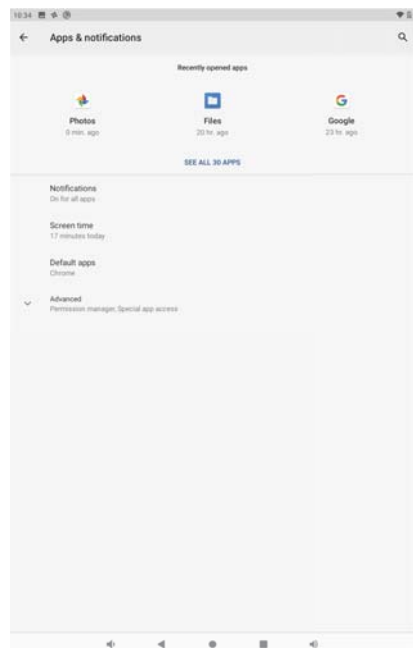 10:34
Apps & notifications
Recently opened apps
Photos
0 min. ago
Files
20 hr. ago
Google
23 hr. ago
SEE ALL 30 APPS
Notifications
On for all apps
Screen time
17 minutes today
Default apps
Chrome
Advanced
Permission manager, Special app access